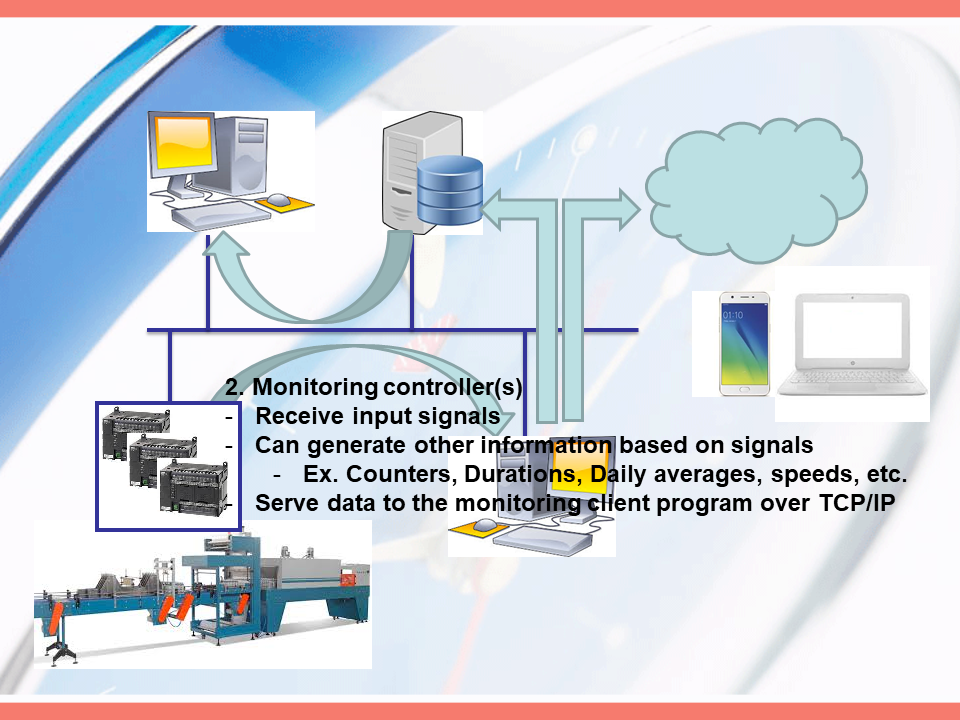 01:10
2. Monitoring controller(s)
- Receive input signals
- Can generate other information based on signals
- Ex. Counters, Durations, Daily averages, speeds, etc.
- Serve data to the monitoring client program over TCP/IP